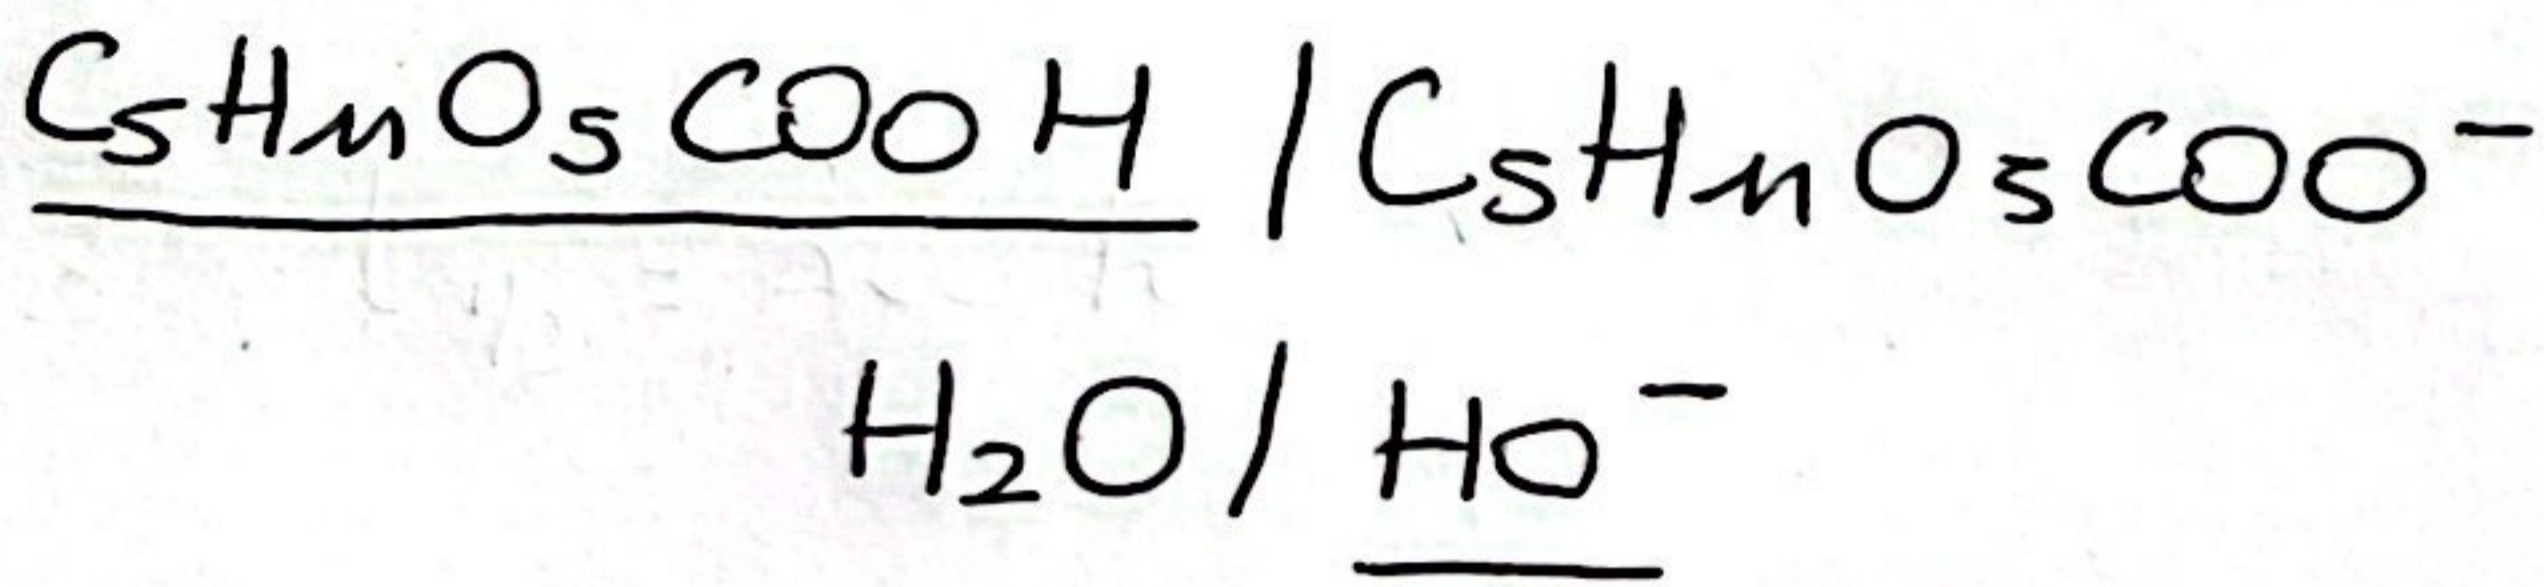 C₅H₁₁O₅COOH / C₅H₁₁O₅COO⁻
H₂O / HO⁻